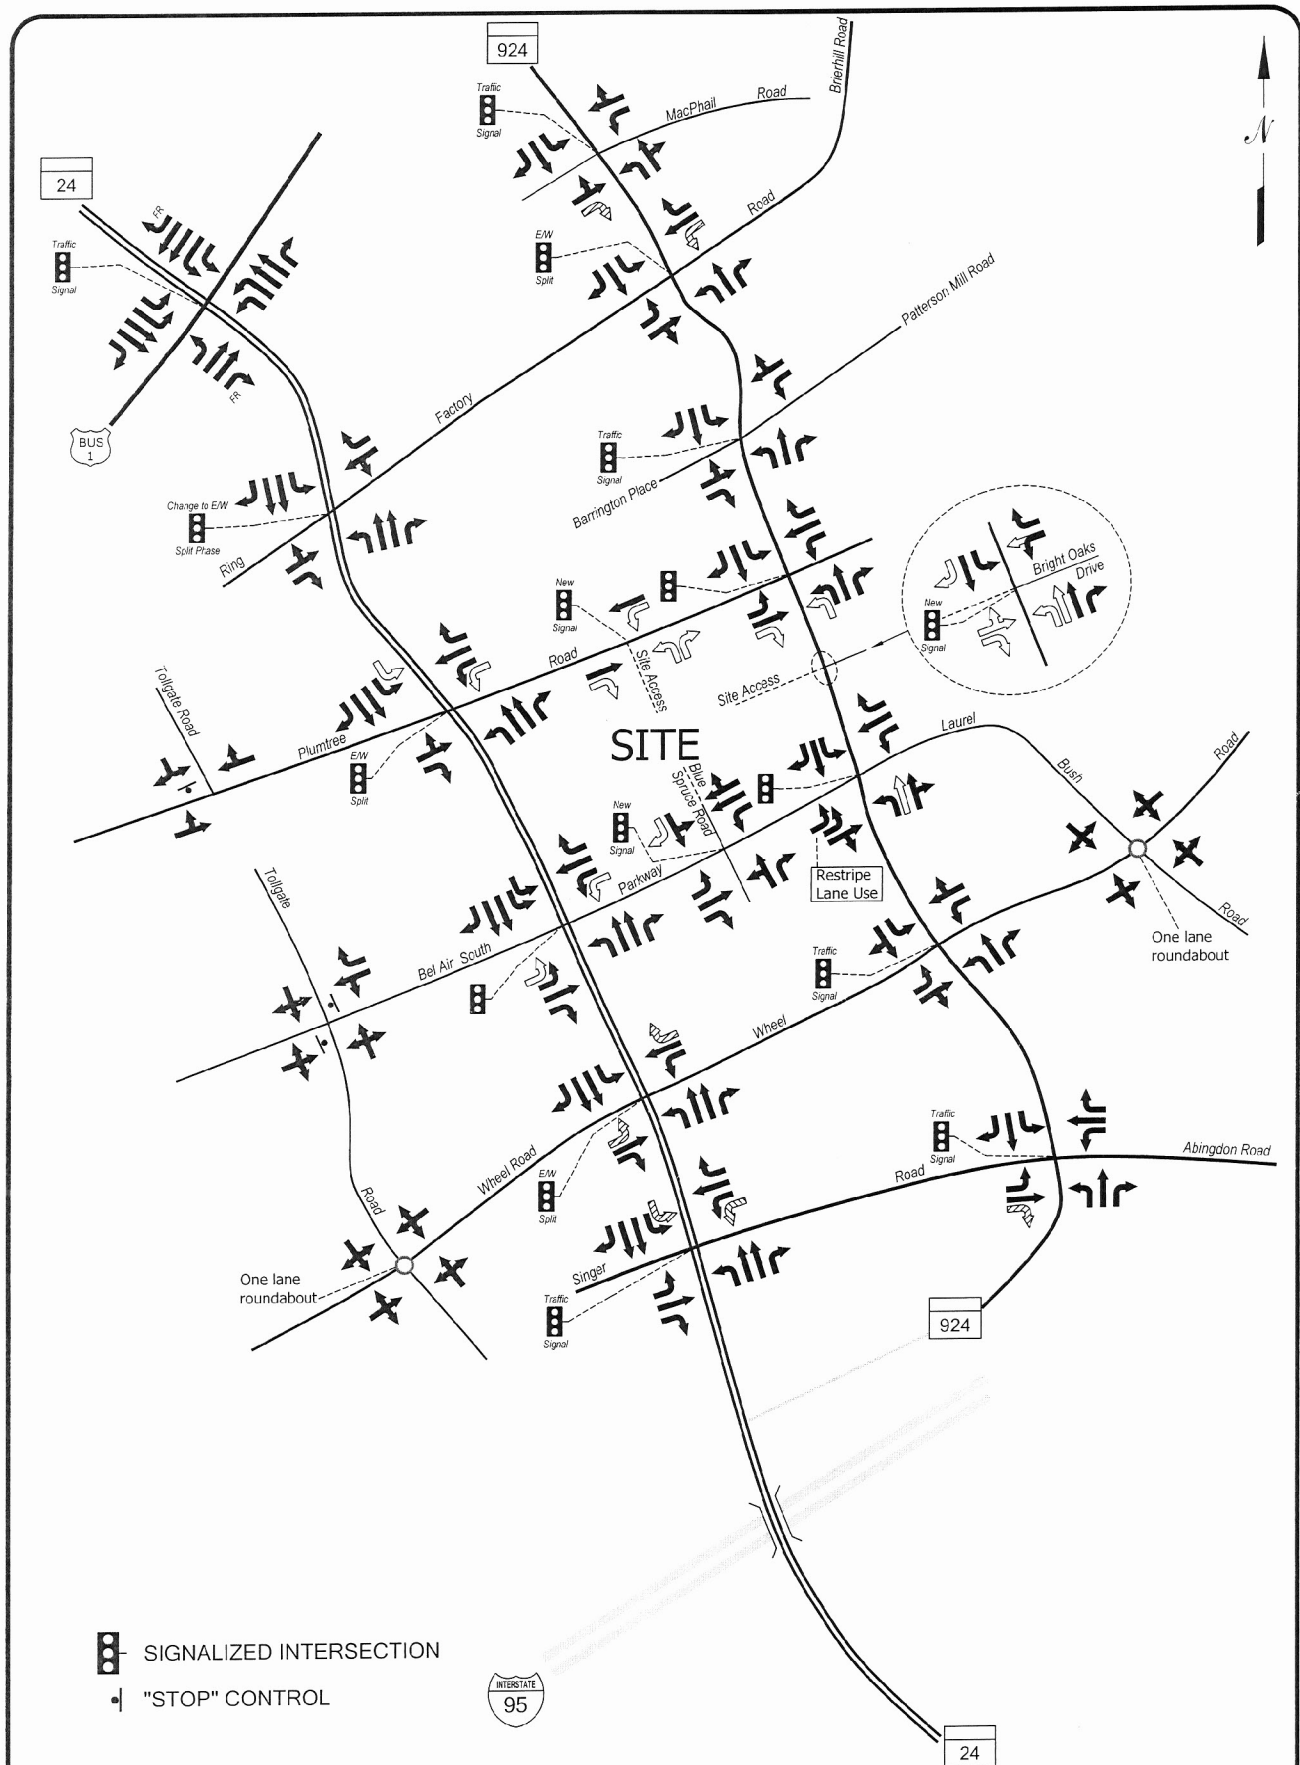 924
Brierhill Road
Traffic
Signal
MacPhail
Road
N
24
FR
Traffic
Signal
E/W
Split
Road
Patterson Mill Road
FR
BUS
1
Factory
Traffic
Signal
Barrington Place
Change to E/W
Split Phase
Ring
New
Signal
Bright Oaks
Drive
New
Signal
Road
Site Access
Site Access
Tollgate Road
Plumtree
E/W
Split
SITE
Laurel
Bush
Road
Blue
Spruce Road
New
Signal
Parkway
Restripe
Lane Use
Tollgate
Bel Air South
Road
One lane
roundabout
Traffic
Signal
Wheel
Traffic
Signal
Abingdon Road
Road
Wheel Road
E/W
Split
Road
One lane
roundabout
Singer
Traffic
Signal
924
SIGNALIZED INTERSECTION
"STOP" CONTROL
INTERSTATE
95
24